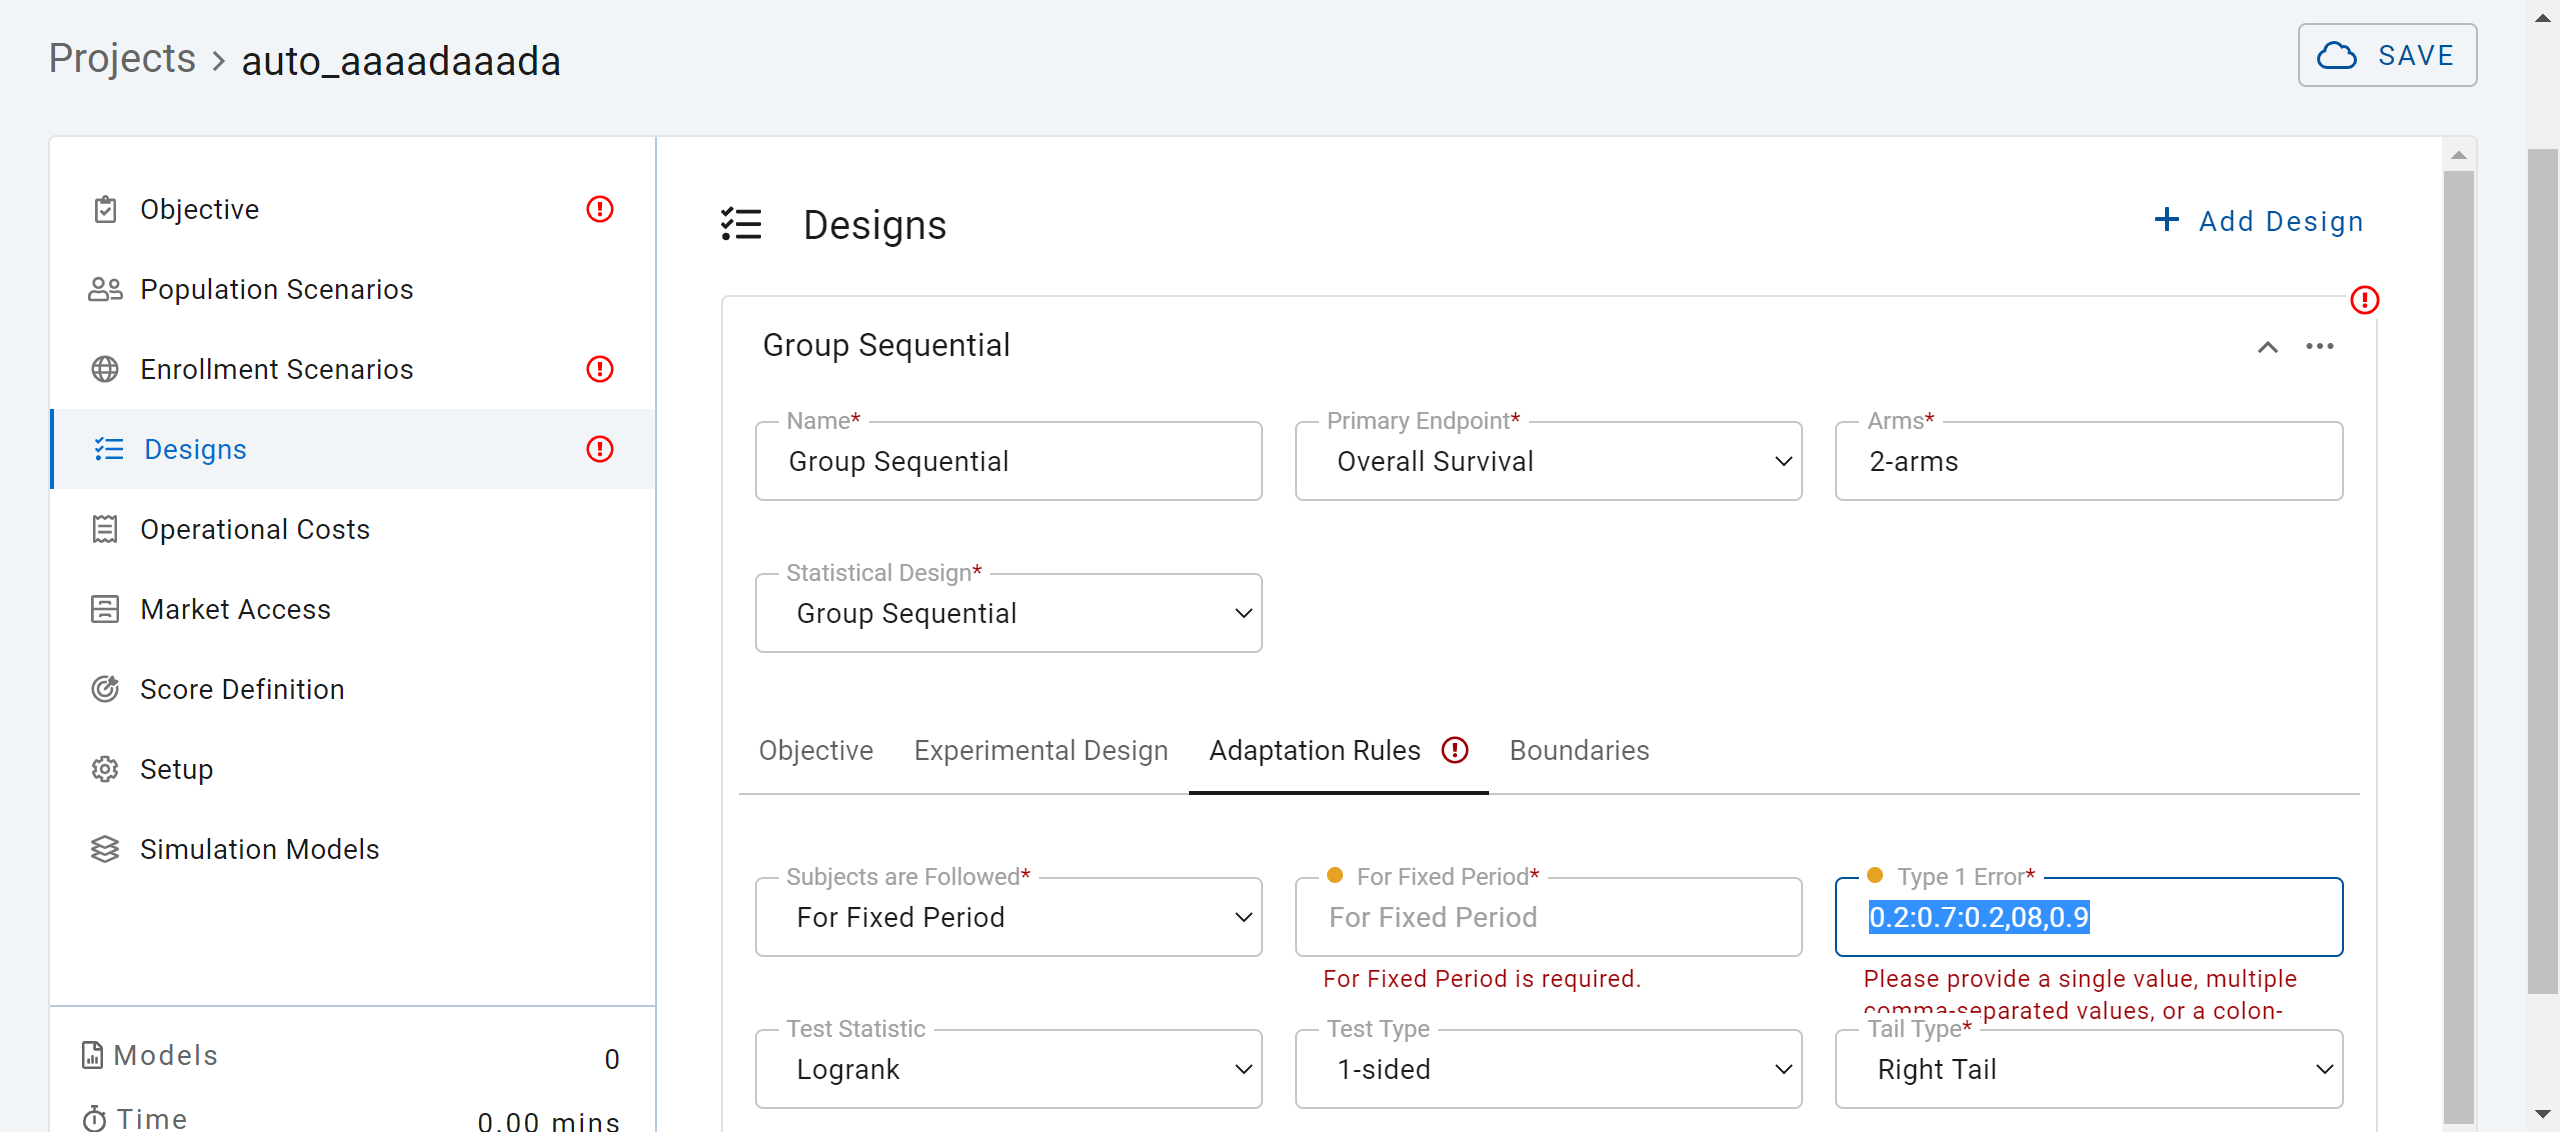 Projects > auto_aaaadaaada
SAVE
Objective
Population Scenarios
Enrollment Scenarios
Designs
Operational Costs
Market Access
Score Definition
Setup
Simulation Models
Models 0
Time 0.00 mins
Designs
+ Add Design
Group Sequential
Name*
Group Sequential
Primary Endpoint*
Overall Survival
Arms*
2-arms
Statistical Design*
Group Sequential
Objective Experimental Design Adaptation Rules Boundaries
Subjects are Followed*
For Fixed Period
For Fixed Period*
For Fixed Period
For Fixed Period is required.
Type 1 Error*
0.2:0.7:0.2,08,0.9
Please provide a single value, multiple
comma-separated values, or a colon-
Test Statistic
Logrank
Test Type
1-sided
Tail Type*
Right Tail